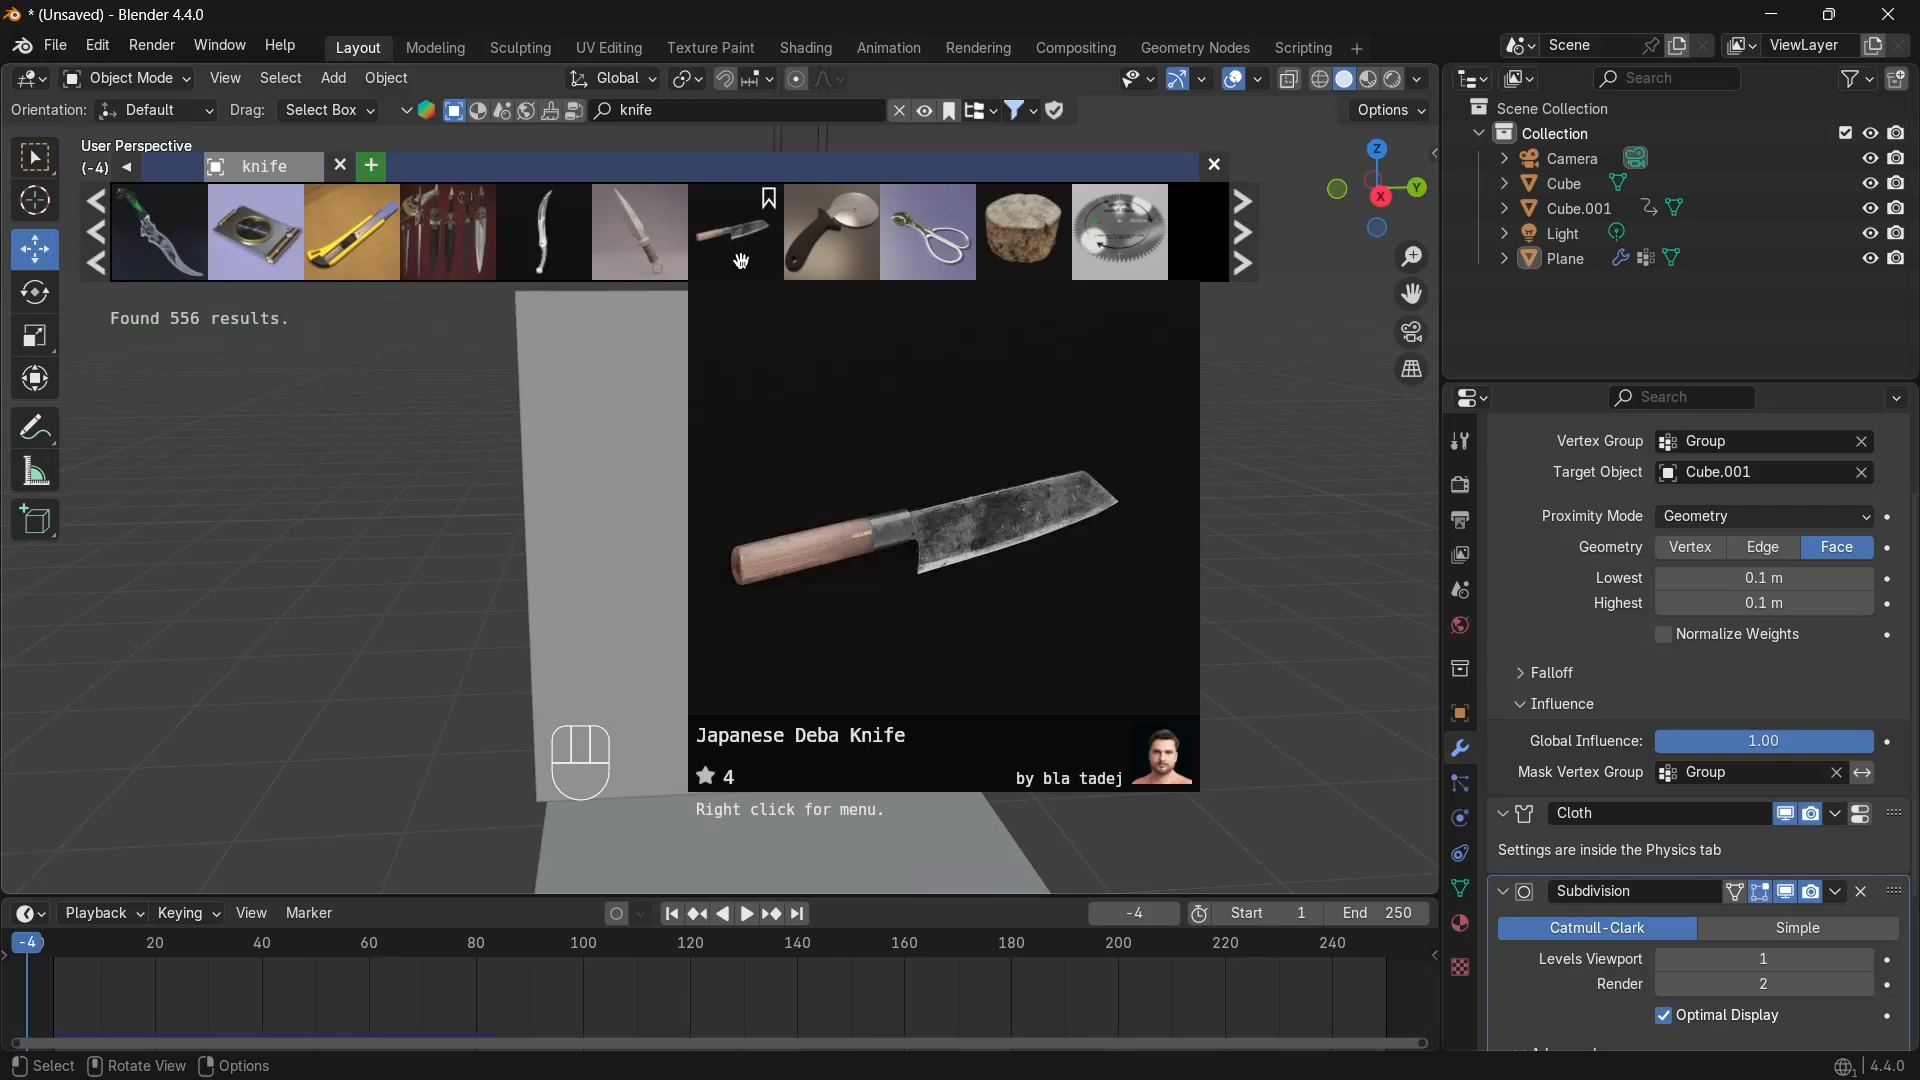 * (Unsaved) - Blender 4.4.0
File Edit Render Window Help Layout Modeling Sculpting UV Editing Texture Paint Shading Animation Rendering Compositing Geometry Nodes Scripting + Scene ViewLayer
Object Mode View Select Add Object Global Search
Orientation: Default Drag: Select Box knife Options
Scene Collection
Collection
Camera
Cube
Cube.001
Light
Plane
User Perspective
(-4) knife
Z
Y
X
Found 556 results.
Japanese Deba Knife
4 by bla tadej
Right click for menu.
Search
Vertex Group Group
Target Object Cube.001
Proximity Mode Geometry
Geometry Vertex Edge Face
Lowest 0.1 m
Highest 0.1 m
Normalize Weights
Falloff
Influence
Global Influence: 1.00
Mask Vertex Group Group
Cloth
Settings are inside the Physics tab
Subdivision
Catmull-Clark Simple
Levels Viewport 1
Render 2
Optimal Display
Playback Keying View Marker -4 Start 1 End 250
-4 20 40 60 80 100 120 140 160 180 200 220 240
Select Rotate View Options 1 4.4.0